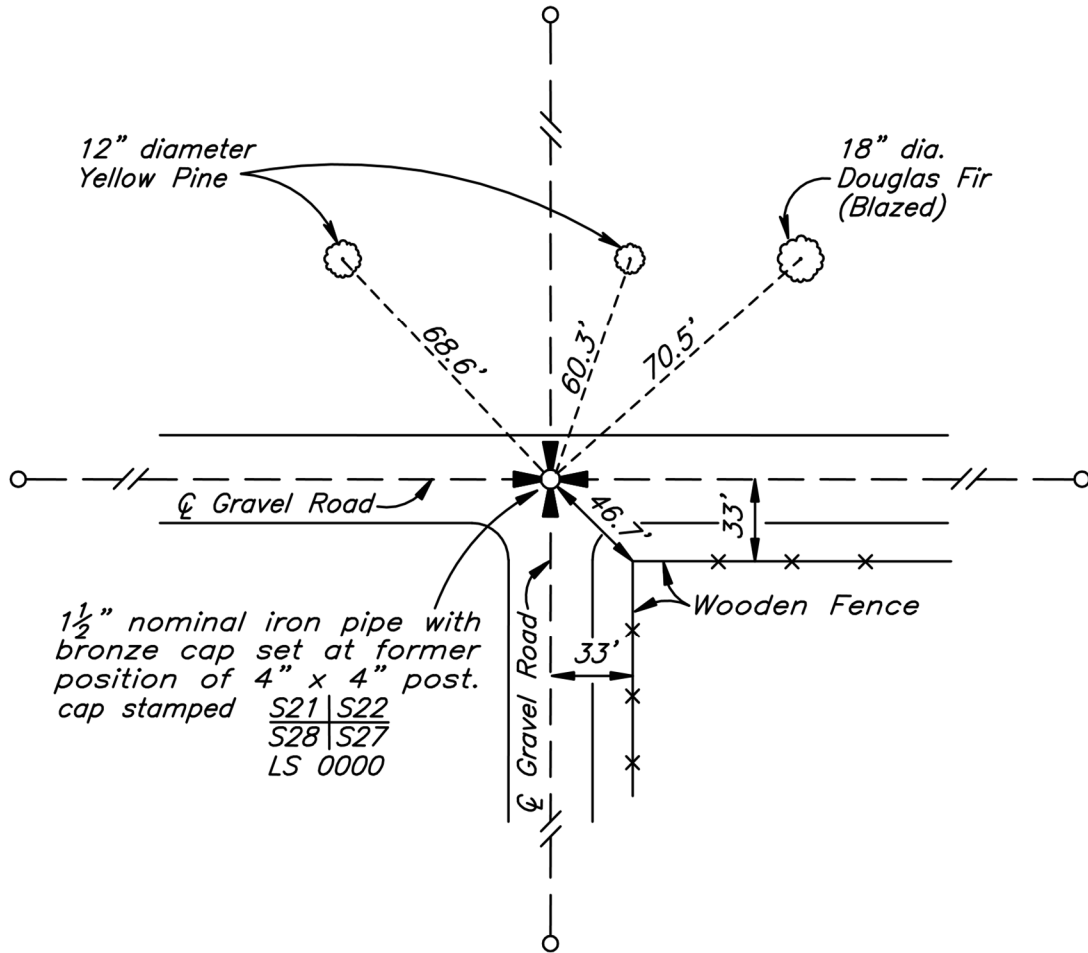 12” diameter
Yellow Pine
18” dia.
Douglas Fir
(Blazed)
68.6’
60.3’
70.5’
℄ Gravel Road
46.7’
33’
Wooden Fence
33’
℄ Gravel Road
1½” nominal iron pipe with
bronze cap set at former
position of 4” x 4” post.
cap stamped S21 | S22
S28 | S27
LS 0000